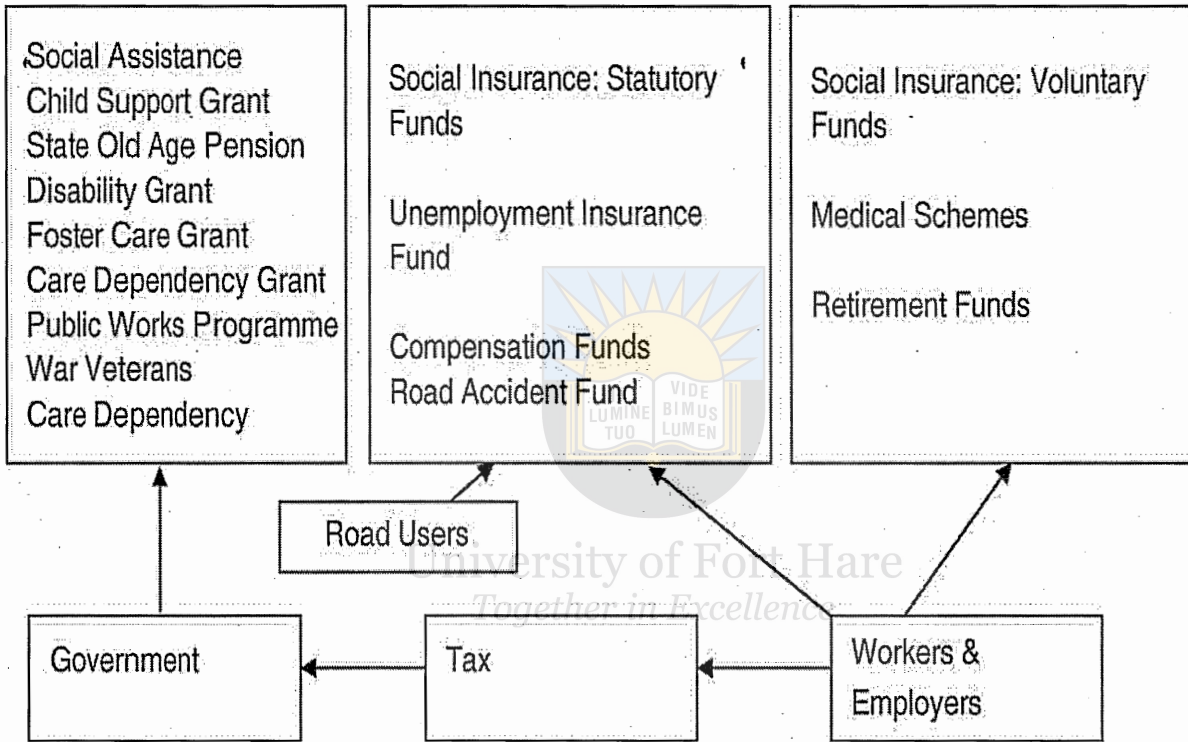 Social Assistance
Child Support Grant
State Old Age Pension
Disability Grant
Foster Care Grant
Care Dependency Grant
Public Works Programme
War Veterans
Care Dependency
Social Insurance: Statutory
Funds
Unemployment Insurance
Fund
Compensation Funds
Road Accident Fund
Social Insurance: Voluntary
Funds
Medical Schemes
Retirement Funds
VIDE
LUMINE BIMUS
TUO LUMEN
Road Users
University of Fort Hare
Together in Excellence
Government
Tax
Workers &
Employers